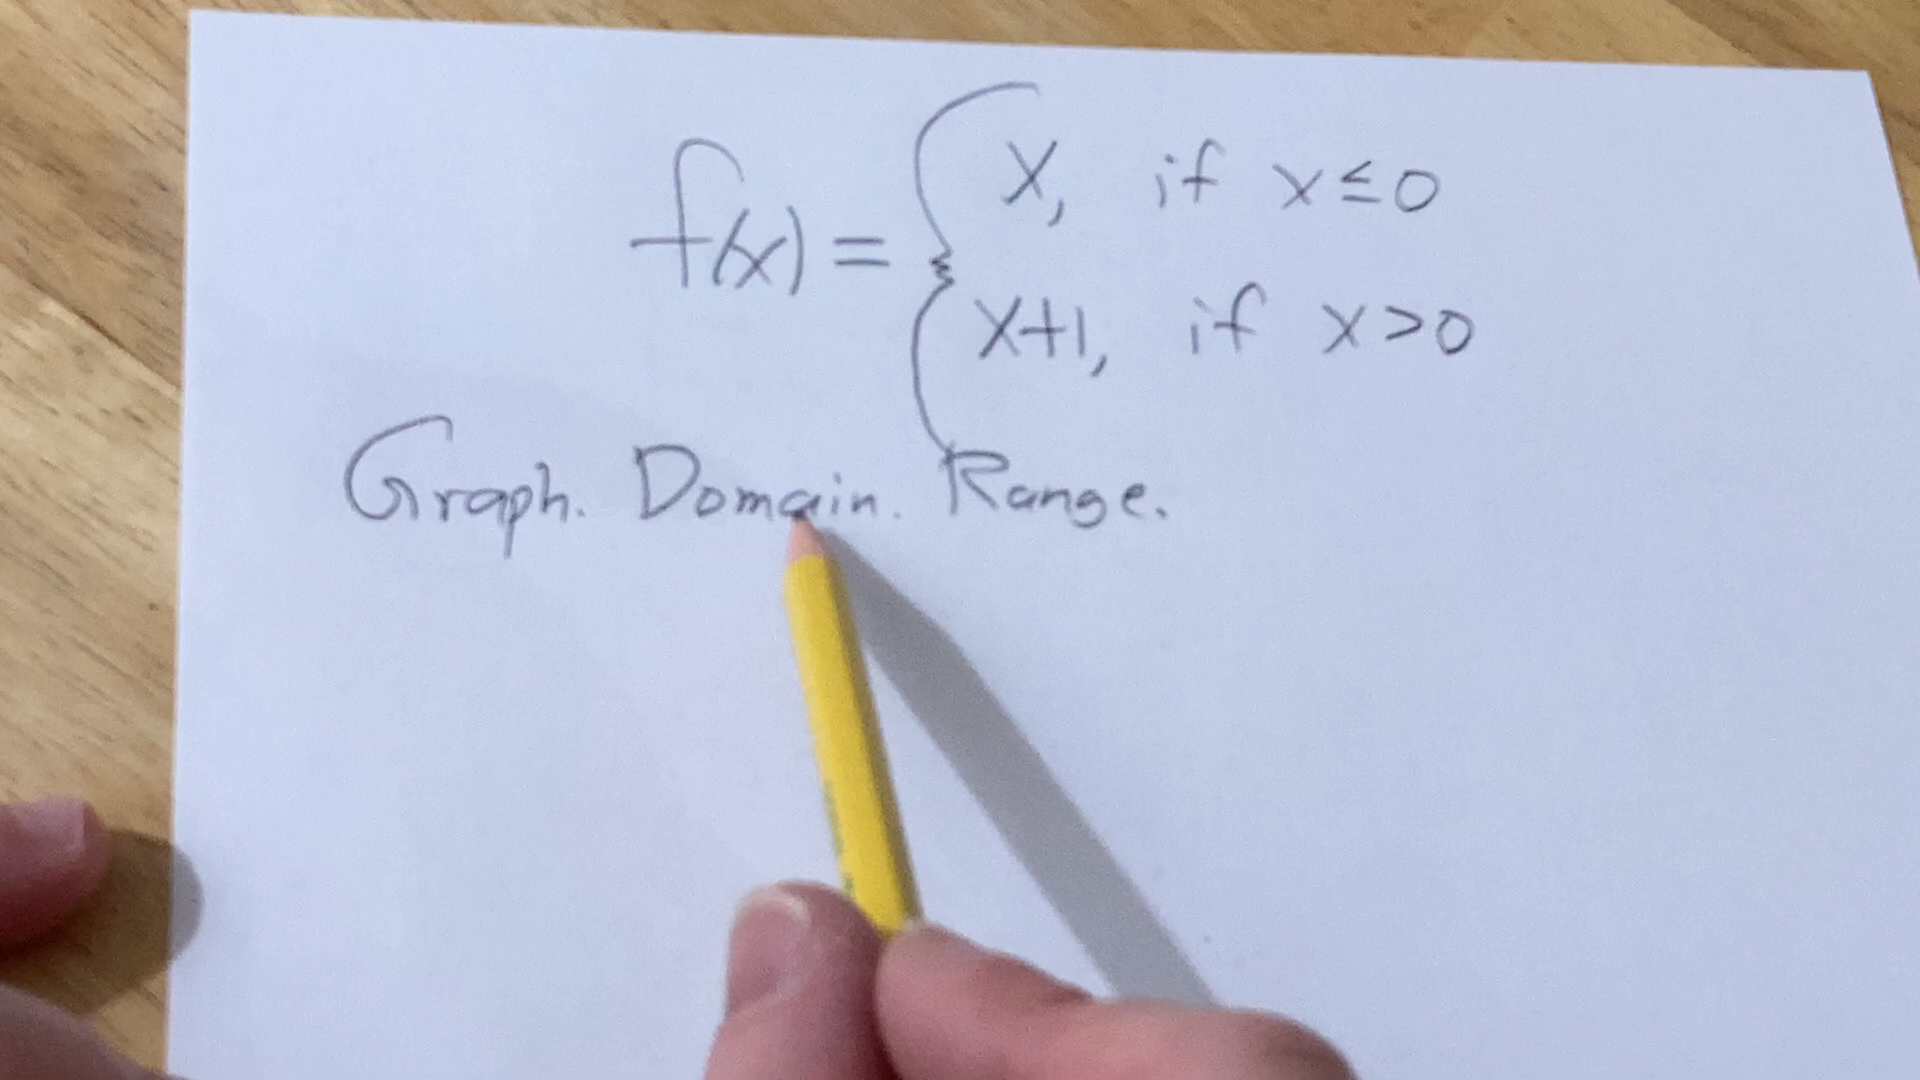 f(x) = { x, if x ≤ 0
x+1, if x > 0
Graph. Domain. Range.